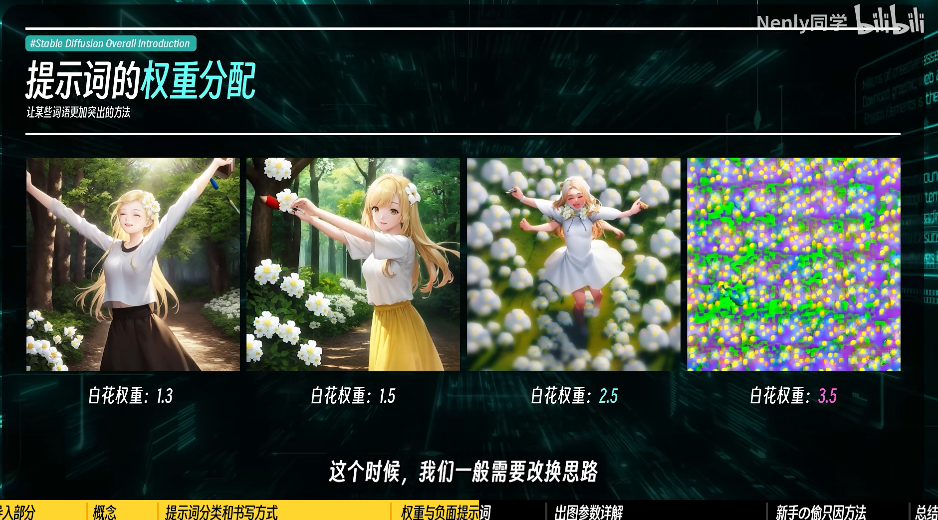 Nenly同学 bilibili
#Stable Diffusion Overall Introduction
提示词的权重分配
让某些词语更加突出的方法
白花权重：1.3
白花权重：1.5
白花权重：2.5
白花权重：3.5
这个时候，我们一般需要改换思路
导入部分 概念 提示词分类和书写方式 权重与负面提示词 出图参数详解 新手の偷只因方法 总结